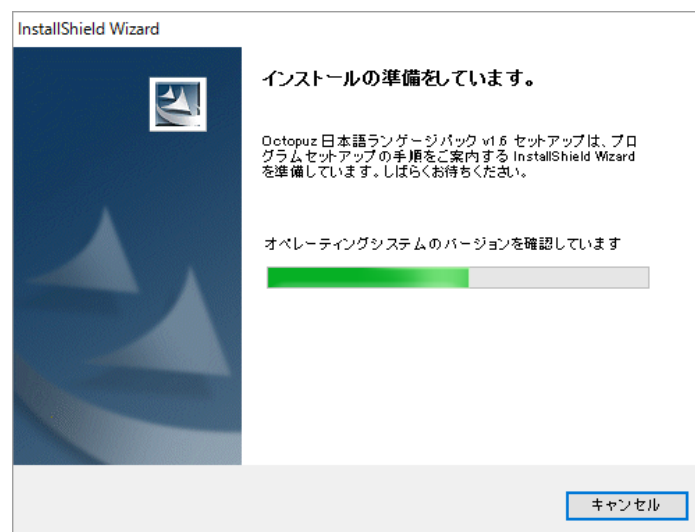 InstallShield Wizard
インストールの準備をしています。
Octopuz 日本語ランゲージパック v1.6 セットアップは、プロ
グラムセットアップの手順をご案内する InstallShield Wizard
を準備しています。しばらくお待ちください。
オペレーティングシステムのバージョンを確認しています
キャンセル